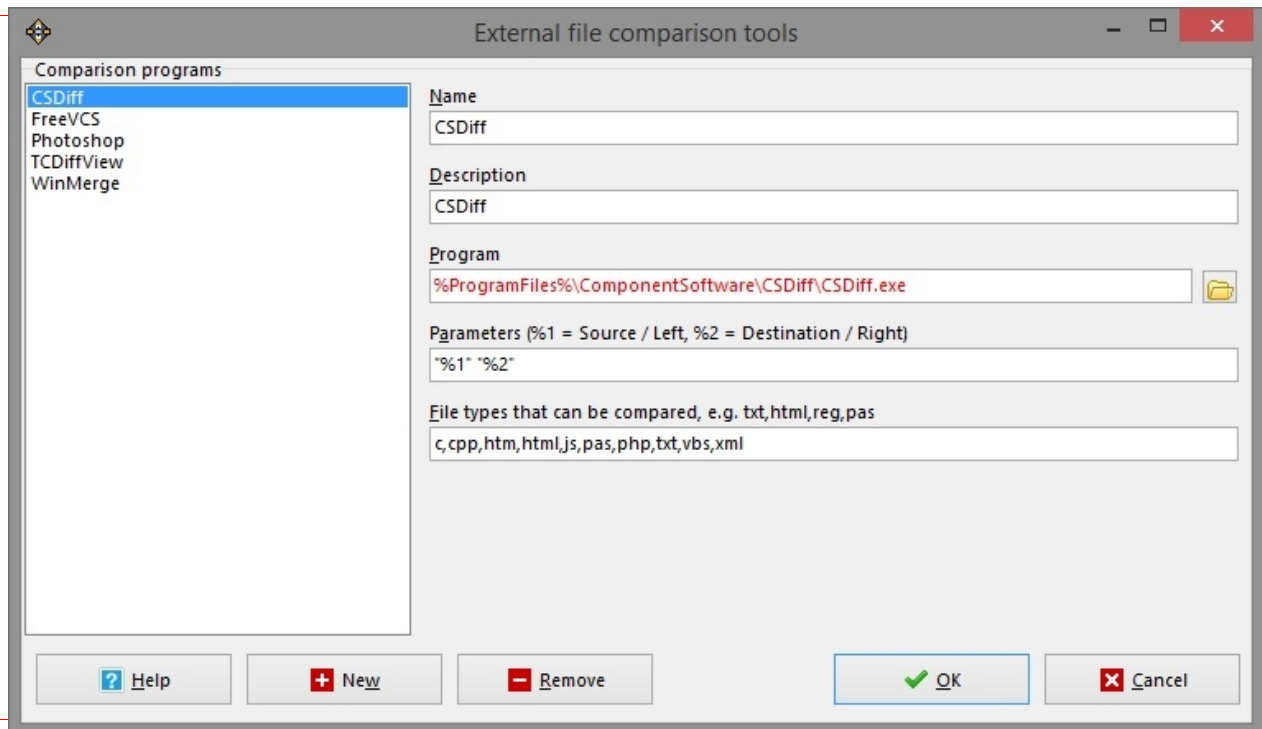 External file comparison tools
Comparison programs
CSDiff
FreeVCS
Photoshop
TCDiffView
WinMerge
Name
CSDiff
Description
CSDiff
Program
%ProgramFiles%\ComponentSoftware\CSDiff\CSDiff.exe
Parameters (%1 = Source / Left, %2 = Destination / Right)
"%1" "%2"
File types that can be compared, e.g. txt,html,reg,pas
c,cpp,htm,html,js,pas,php,txt,vbs,xml
Help
New
Remove
OK
Cancel